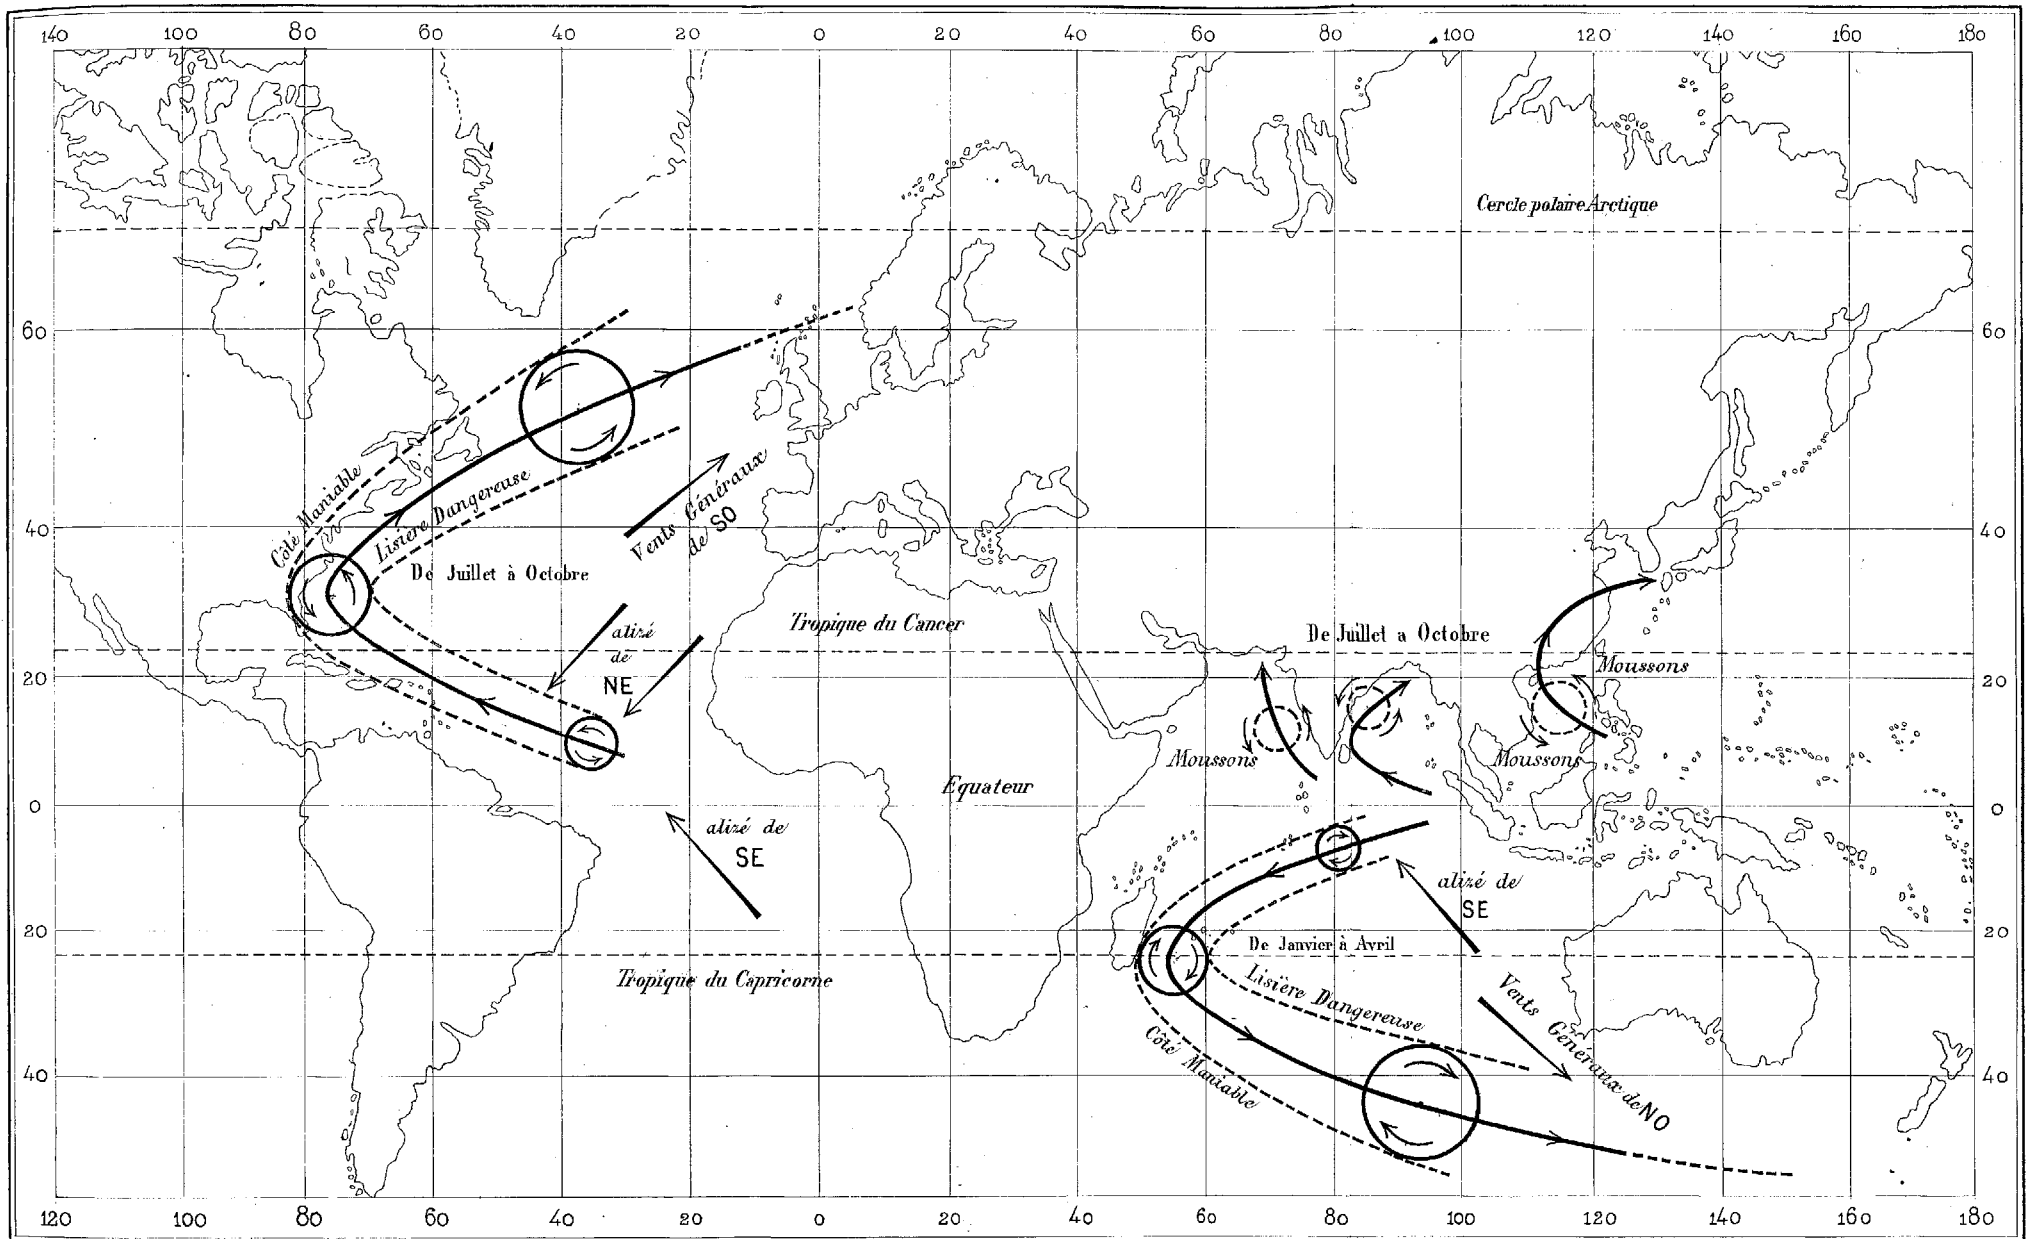 140 100 80 60 40 20 0 20 40 60 80 100 120 140 160 180
Cercle polaire Arctique
60 60
Côté Maniable
Lisière Dangereuse
Vents Généraux
de SO
40 40
De Juillet à Octobre
Tropique du Cancer
alizé
de
NE
De Juillet a Octobre
Moussons
20 20
Moussons
Moussons
Equateur
0 0
alizé de
SE
alizé de
SE
20 20
De Janvier à Avril
Tropique du Capricorne
Lisière Dangereuse
Côté Maniable
Vents Généraux de NO
40 40
120 100 80 60 40 20 0 20 40 60 80 100 120 140 160 180